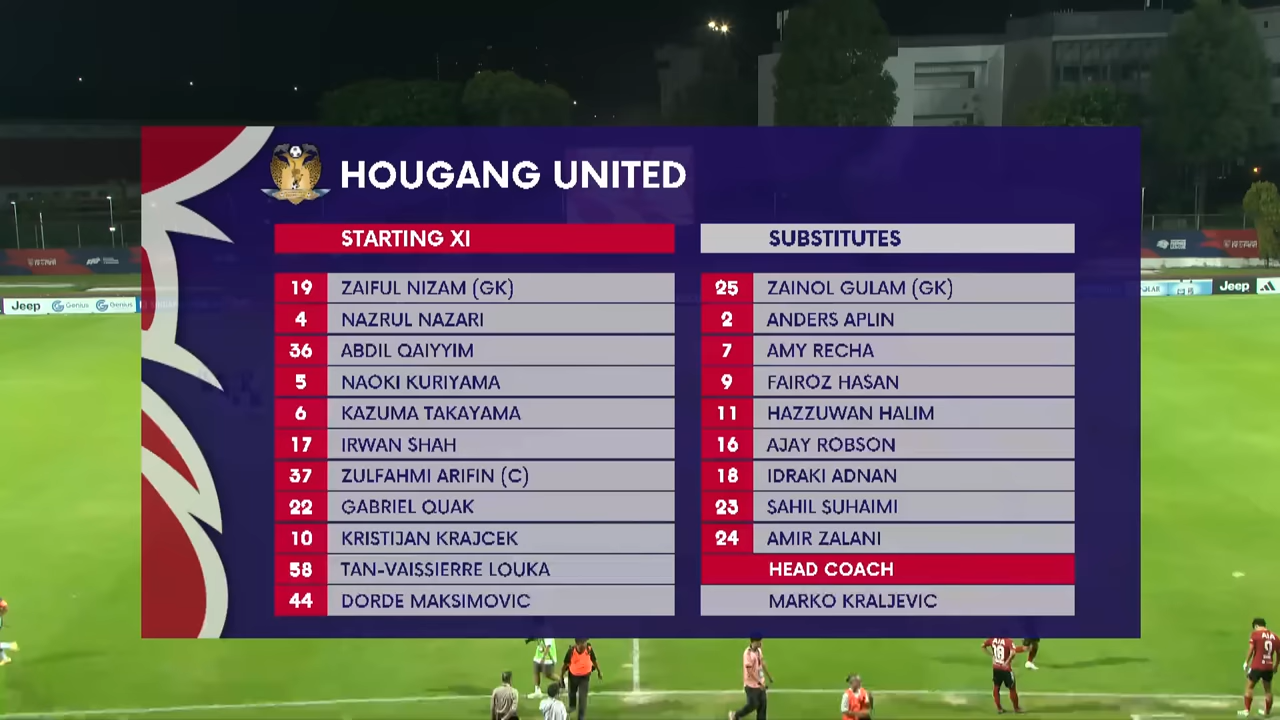 HOUGANG UNITED
STARTING XI
19 ZAIFUL NIZAM (GK)
4 NAZRUL NAZARI
36 ABDIL QAIYYIM
5 NAOKI KURIYAMA
6 KAZUMA TAKAYAMA
17 IRWAN SHAH
37 ZULFAHMI ARIFIN (C)
22 GABRIEL QUAK
10 KRISTIJAN KRAJCEK
58 TAN-VAISSIERRE LOUKA
44 DORDE MAKSIMOVIC
SUBSTITUTES
25 ZAINOL GULAM (GK)
2 ANDERS APLIN
7 AMY RECHA
9 FAIROZ HASAN
11 HAZZUWAN HALIM
16 AJAY ROBSON
18 IDRAKI ADNAN
23 SAHIL SUHAIMI
24 AMIR ZALANI
HEAD COACH
MARKO KRALJEVIC
Jeep Genius Genius
Jeep
AIA
18
AIA
9